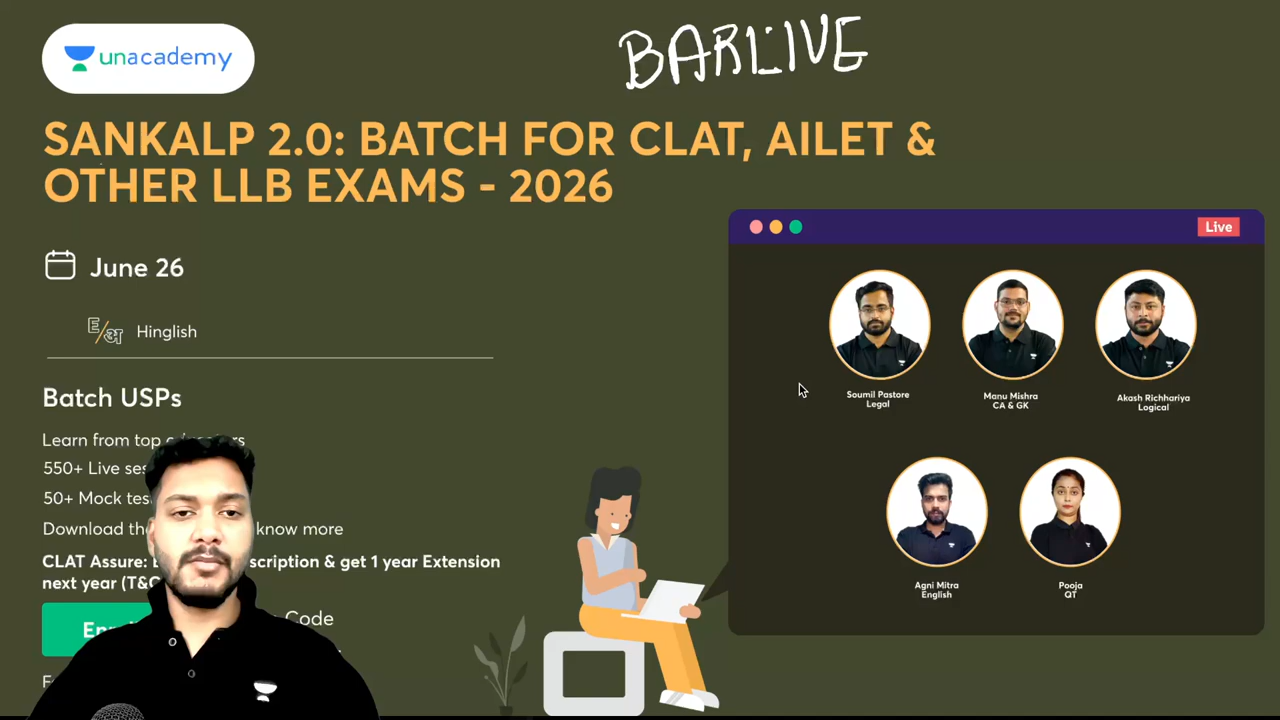 unacademy
BARLIVE
SANKALP 2.0: BATCH FOR CLAT, AILET &
OTHER LLB EXAMS - 2026
June 26
E/अ Hinglish
Batch USPs
Learn from top
550+ Live
50+ Mock
Download know more
CLAT Assure: & get 1 year Extension
next year
Code
Live
Soumil Pastore
Legal
Manu Mishra
CA & GK
Akash Richhariya
Logical
Agni Mitra
English
Pooja
QT